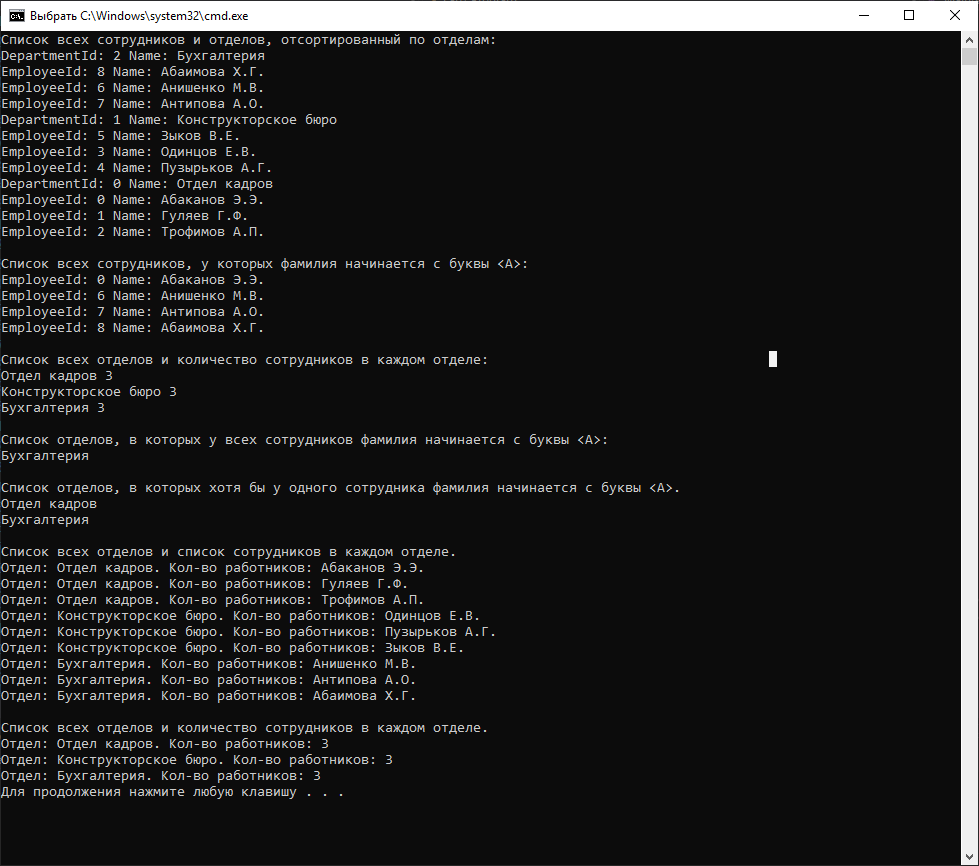 Выбрать C:\Windows\system32\cmd.exe
Список всех сотрудников и отделов, отсортированный по отделам:
DepartmentId: 2 Name: Бухгалтерия
EmployeeId: 8 Name: Абаимова Х.Г.
EmployeeId: 6 Name: Анишенко М.В.
EmployeeId: 7 Name: Антипова А.О.
DepartmentId: 1 Name: Конструкторское бюро
EmployeeId: 5 Name: Зыков В.Е.
EmployeeId: 3 Name: Одинцов Е.В.
EmployeeId: 4 Name: Пузырьков А.Г.
DepartmentId: 0 Name: Отдел кадров
EmployeeId: 0 Name: Абаканов Э.Э.
EmployeeId: 1 Name: Гуляев Г.Ф.
EmployeeId: 2 Name: Трофимов А.П.
Список всех сотрудников, у которых фамилия начинается с буквы <А>:
EmployeeId: 0 Name: Абаканов Э.Э.
EmployeeId: 6 Name: Анишенко М.В.
EmployeeId: 7 Name: Антипова А.О.
EmployeeId: 8 Name: Абаимова Х.Г.
Список всех отделов и количество сотрудников в каждом отделе:
Отдел кадров 3
Конструкторское бюро 3
Бухгалтерия 3
Список отделов, в которых у всех сотрудников фамилия начинается с буквы <А>:
Бухгалтерия
Список отделов, в которых хотя бы у одного сотрудника фамилия начинается с буквы <А>.
Отдел кадров
Бухгалтерия
Список всех отделов и список сотрудников в каждом отделе.
Отдел: Отдел кадров. Кол-во работников: Абаканов Э.Э.
Отдел: Отдел кадров. Кол-во работников: Гуляев Г.Ф.
Отдел: Отдел кадров. Кол-во работников: Трофимов А.П.
Отдел: Конструкторское бюро. Кол-во работников: Одинцов Е.В.
Отдел: Конструкторское бюро. Кол-во работников: Пузырьков А.Г.
Отдел: Конструкторское бюро. Кол-во работников: Зыков В.Е.
Отдел: Бухгалтерия. Кол-во работников: Анишенко М.В.
Отдел: Бухгалтерия. Кол-во работников: Антипова А.О.
Отдел: Бухгалтерия. Кол-во работников: Абаимова Х.Г.
Список всех отделов и количество сотрудников в каждом отделе.
Отдел: Отдел кадров. Кол-во работников: 3
Отдел: Конструкторское бюро. Кол-во работников: 3
Отдел: Бухгалтерия. Кол-во работников: 3
Для продолжения нажмите любую клавишу . . .